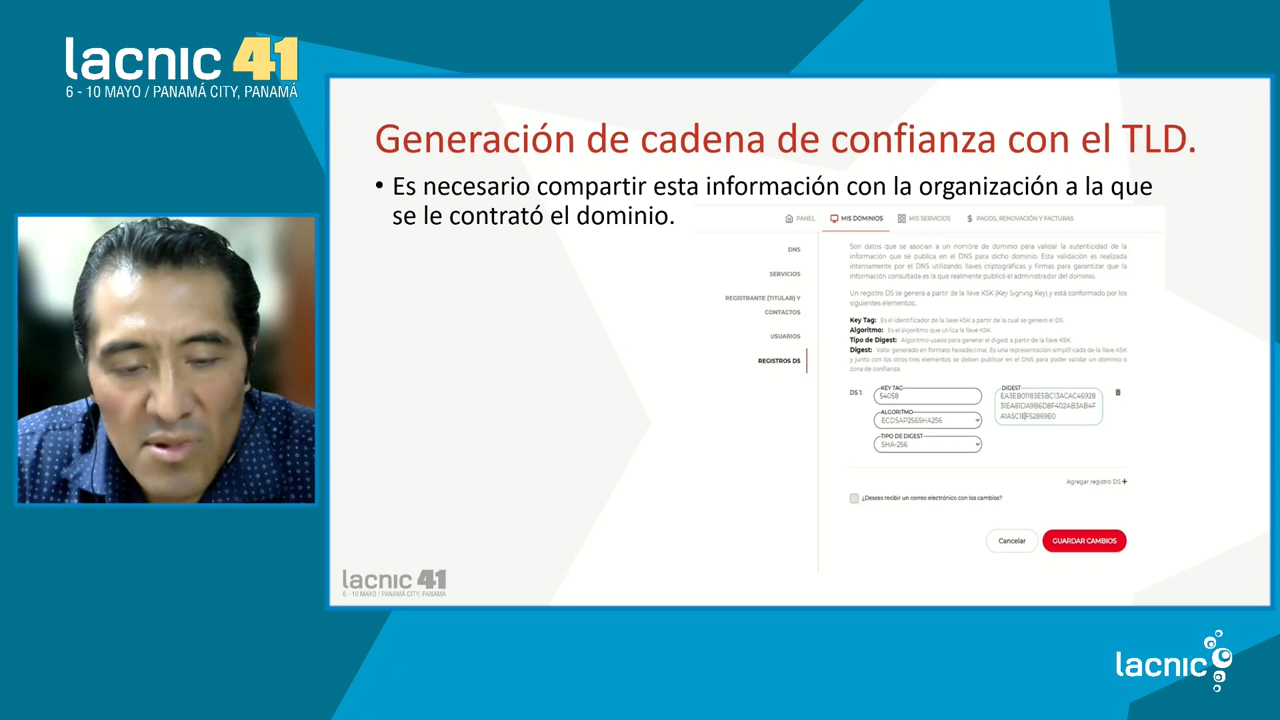 lacnic 41
6 - 10 MAYO / PANAMÁ CITY, PANAMÁ
Generación de cadena de confianza con el TLD.
• Es necesario compartir esta información con la organización a la que
se le contrató el dominio.
PANEL MIS DOMINIOS MIS SERVICIOS $ PAGOS, RENOVACIÓN Y FACTURAS
DNS
SERVICIOS
REGISTRANTE (TITULAR) Y
CONTACTOS
USUARIOS
REGISTROS DS
Son datos que se asocian a un nombre de dominio para validar la autenticidad de la
información que se publica en el DNS para dicho dominio. Esta validación es realizada
internamente por el DNS utilizando llaves criptográficas y firmas para garantizar que la
información consultada es la que realmente publicó el administrador del dominio.
Un registro DS se genera a partir de la llave KSK (Key Signing Key) y está conformado por los
siguientes elementos:
Key Tag: Es el identificador de la llave KSK a partir de la cual se generó el DS.
Algoritmo: Es el algoritmo que utiliza la llave KSK.
Tipo de Digest: Algoritmo usado para generar el digest a partir de la llave KSK.
Digest: Valor generado en formato hexadecimal. Es una representación simplificada de la llave KSK
y junto con los otros tres elementos se deben publicar en el DNS para poder validar un dominio o
zona de confianza.
DS 1:
KEY TAG
54058
ALGORITMO
ECDSAP256SHA256
TIPO DE DIGEST
SHA-256
DIGEST
Agregar registro DS +
¿Deseas recibir un correo electrónico con los cambios?
Cancelar GUARDAR CAMBIOS
lacnic 41
6 - 10 MAYO / PANAMÁ CITY, PANAMÁ
lacnic